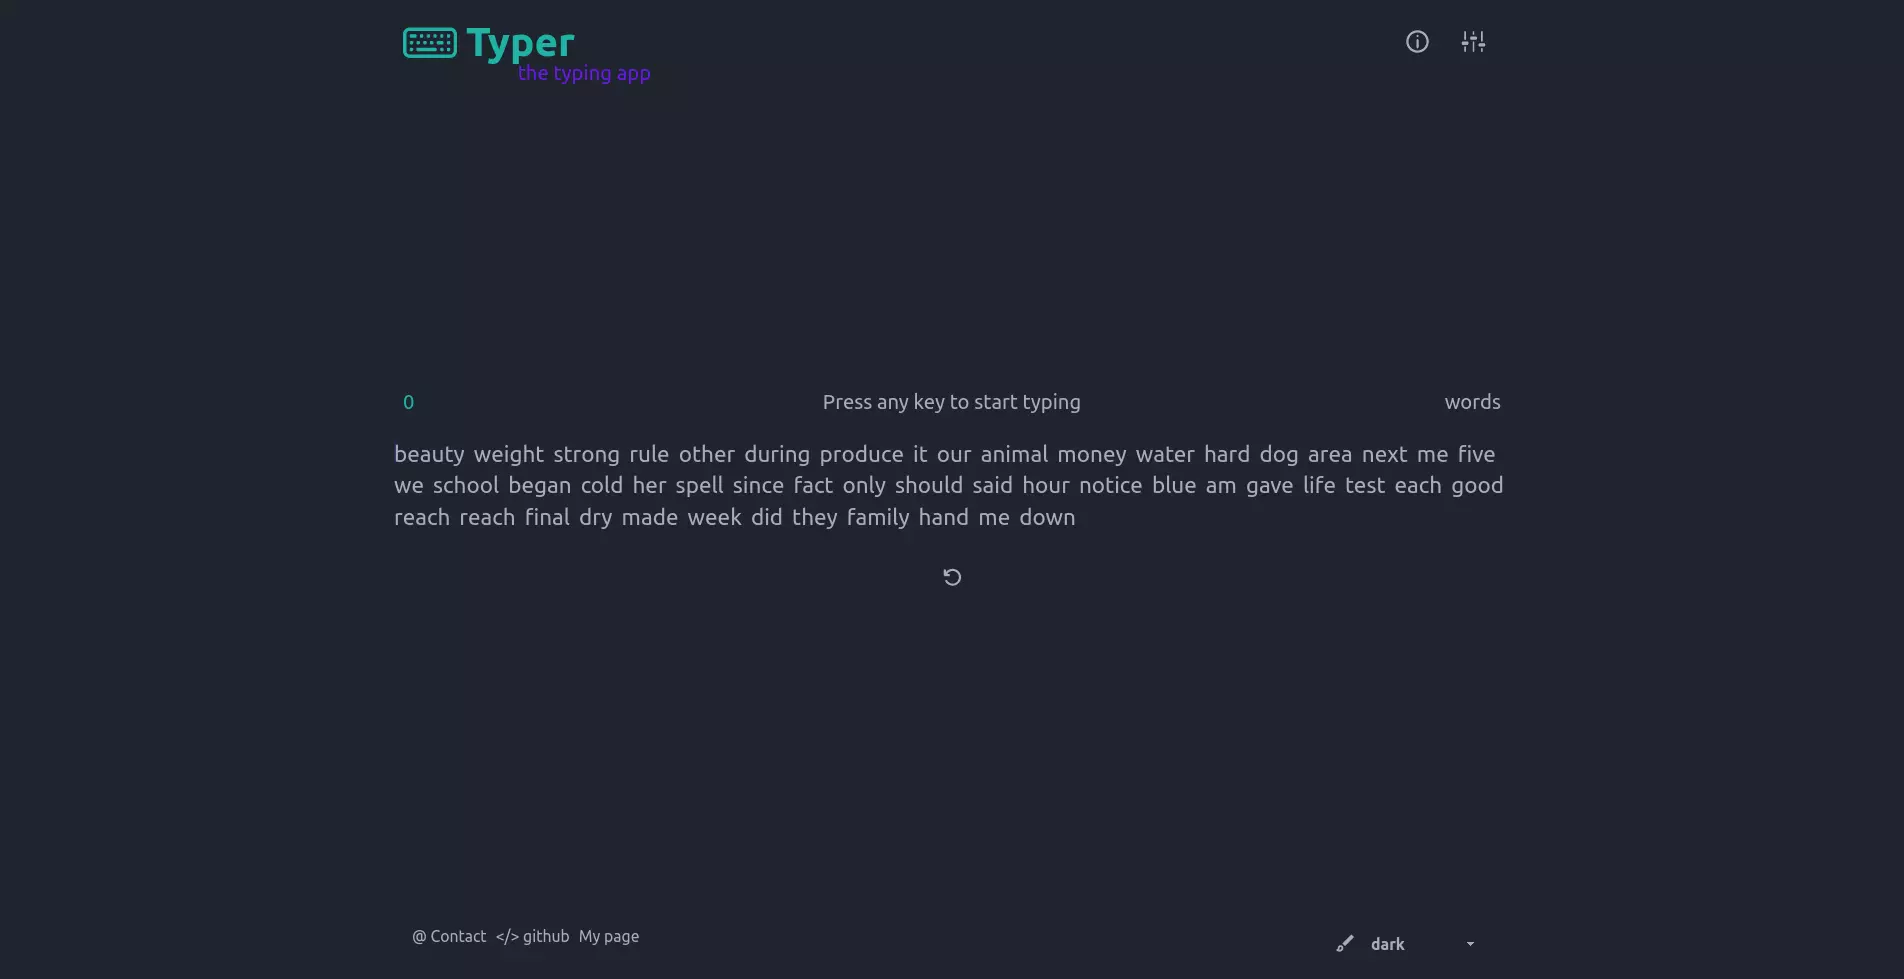 Typer
the typing app
0
Press any key to start typing
words
beauty weight strong rule other during produce it our animal money water hard dog area next me five
we school began cold her spell since fact only should said hour notice blue am gave life test each good
reach reach final dry made week did they family hand me down
@ Contact </> github My page
dark